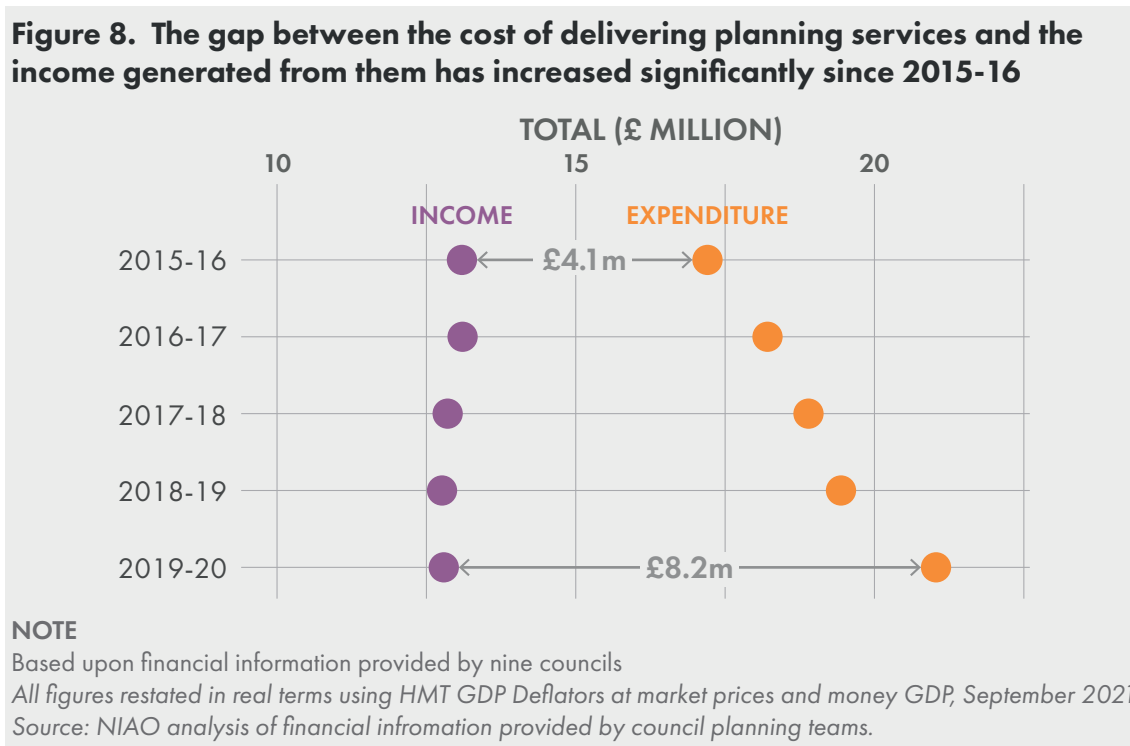 Figure 8. The gap between the cost of delivering planning services and the
income generated from them has increased significantly since 2015-16
TOTAL (£ MILLION)
10 15 20
INCOME EXPENDITURE
2015-16 £4.1m
2016-17
2017-18
2018-19
2019-20 £8.2m
NOTE
Based upon financial information provided by nine councils
All figures restated in real terms using HMT GDP Deflators at market prices and money GDP, September 2021
Source: NIAO analysis of financial infromation provided by council planning teams.